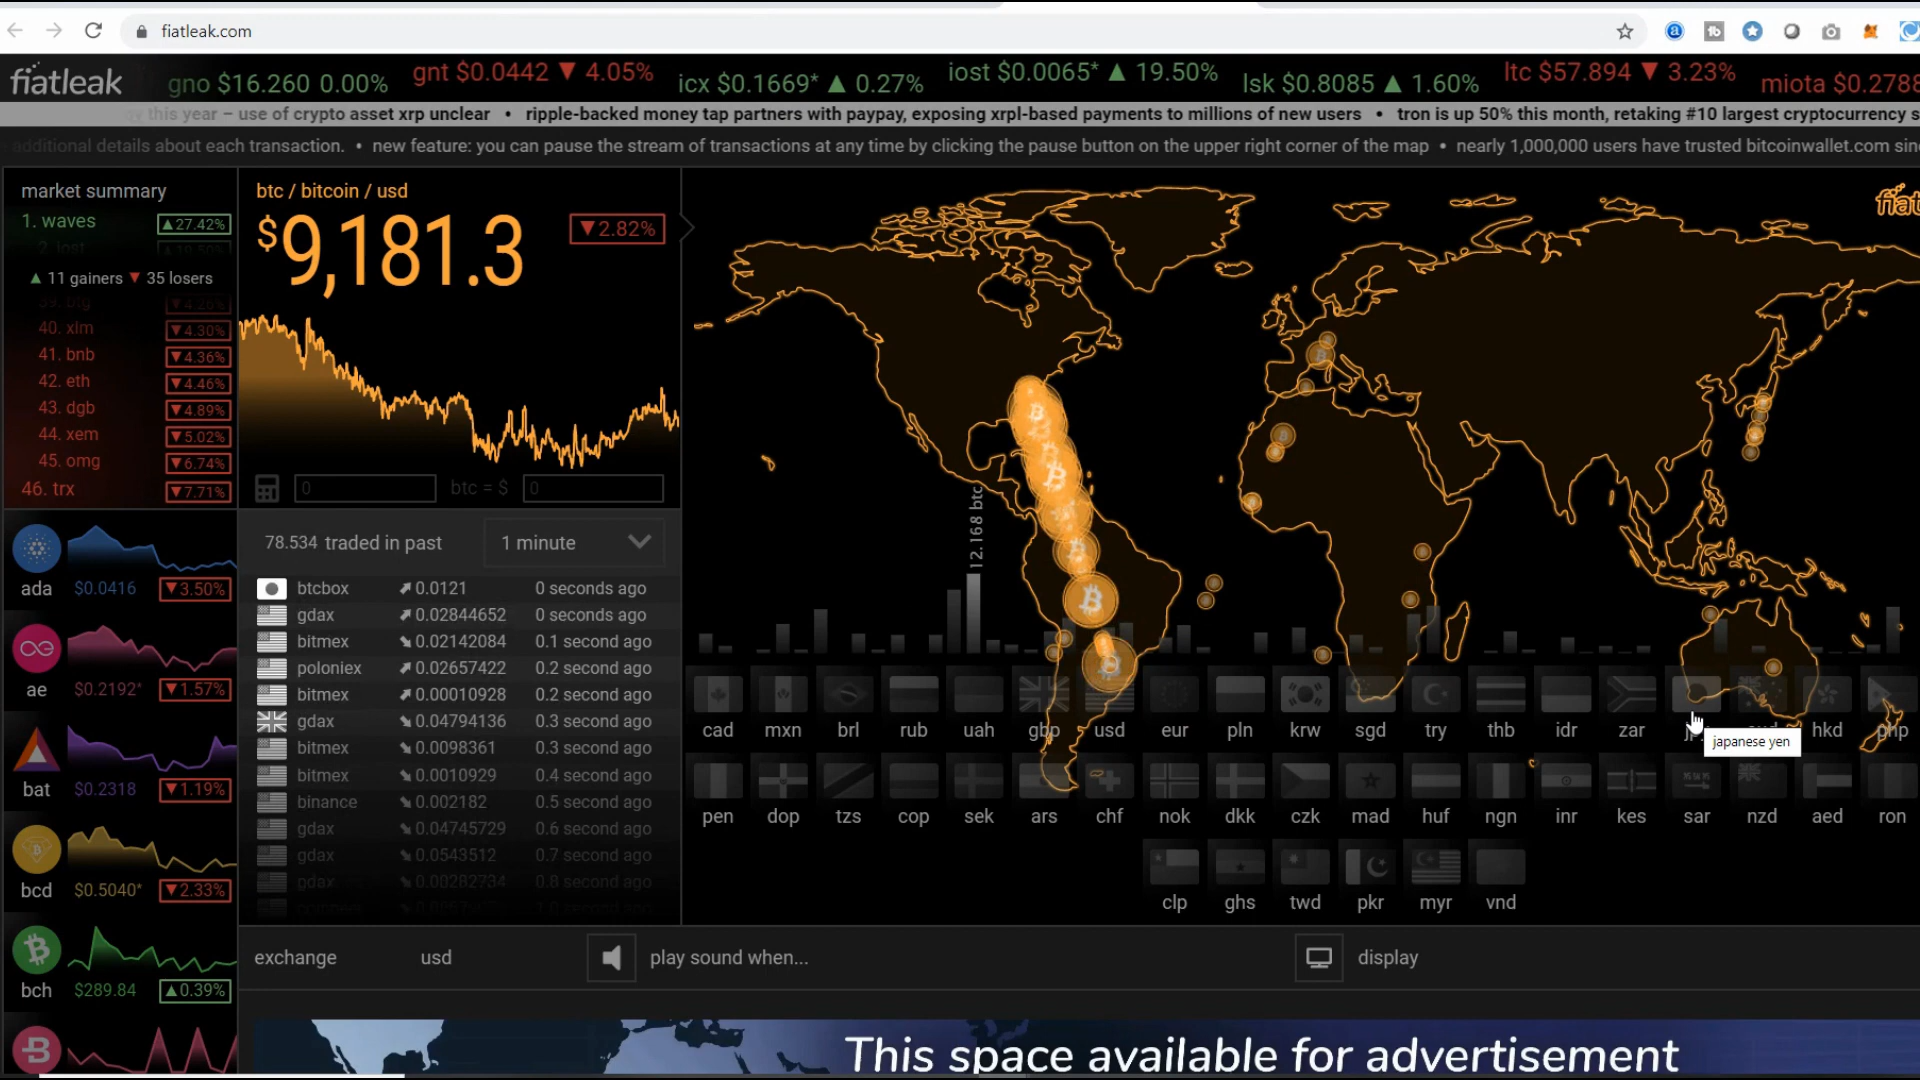 fiatleak.com
fiatleak
gno $16.260 0.00%
gnt $0.0442 ▼ 4.05%
icx $0.1669* ▲ 0.27%
iost $0.0065* ▲ 19.50%
lsk $0.8085 ▲ 1.60%
ltc $57.894 ▼ 3.23%
miota $0.2788
this year – use of crypto asset xrp unclear • ripple-backed money tap partners with paypay, exposing xrpl-based payments to millions of new users • tron is up 50% this month, retaking #10 largest cryptocurrency s
additional details about each transaction. • new feature: you can pause the stream of transactions at any time by clicking the pause button on the upper right corner of the map • nearly 1,000,000 users have trusted bitcoinwallet.com sin
market summary
1. waves ▲27.42%
2. iost ▲19.50%
▲ 11 gainers ▼ 35 losers
39. btg ▼4.26%
40. xlm ▼4.30%
41. bnb ▼4.36%
42. eth ▼4.46%
43. dgb ▼4.89%
44. xem ▼5.02%
45. omg ▼6.74%
46. trx ▼7.71%
btc / bitcoin / usd
$9,181.3
▼2.82%
0 btc = $ 0
78.534 traded in past 1 minute
btcbox 0.0121 0 seconds ago
gdax 0.02844652 0 seconds ago
bitmex 0.02142084 0.1 second ago
poloniex 0.02657422 0.2 second ago
bitmex 0.00010928 0.2 second ago
gdax 0.04794136 0.3 second ago
bitmex 0.0098361 0.3 second ago
bitmex 0.0010929 0.4 second ago
binance 0.002182 0.5 second ago
gdax 0.04745729 0.6 second ago
gdax 0.0543512 0.7 second ago
gdax 0.00282734 0.8 second ago
ada $0.0416 ▼3.50%
ae $0.2192* ▼1.57%
bat $0.2318 ▼1.19%
bcd $0.5040* ▼2.33%
bch $289.84 ▲0.39%
fiat
12.168 btc
cad mxn brl rub uah gbp usd eur pln krw sgd try thb idr zar jpy aud hkd php
japanese yen
pen dop tzs cop sek ars chf nok dkk czk mad huf ngn inr kes sar nzd aed ron
clp ghs twd pkr myr vnd
exchange usd play sound when... display
This space available for advertisement